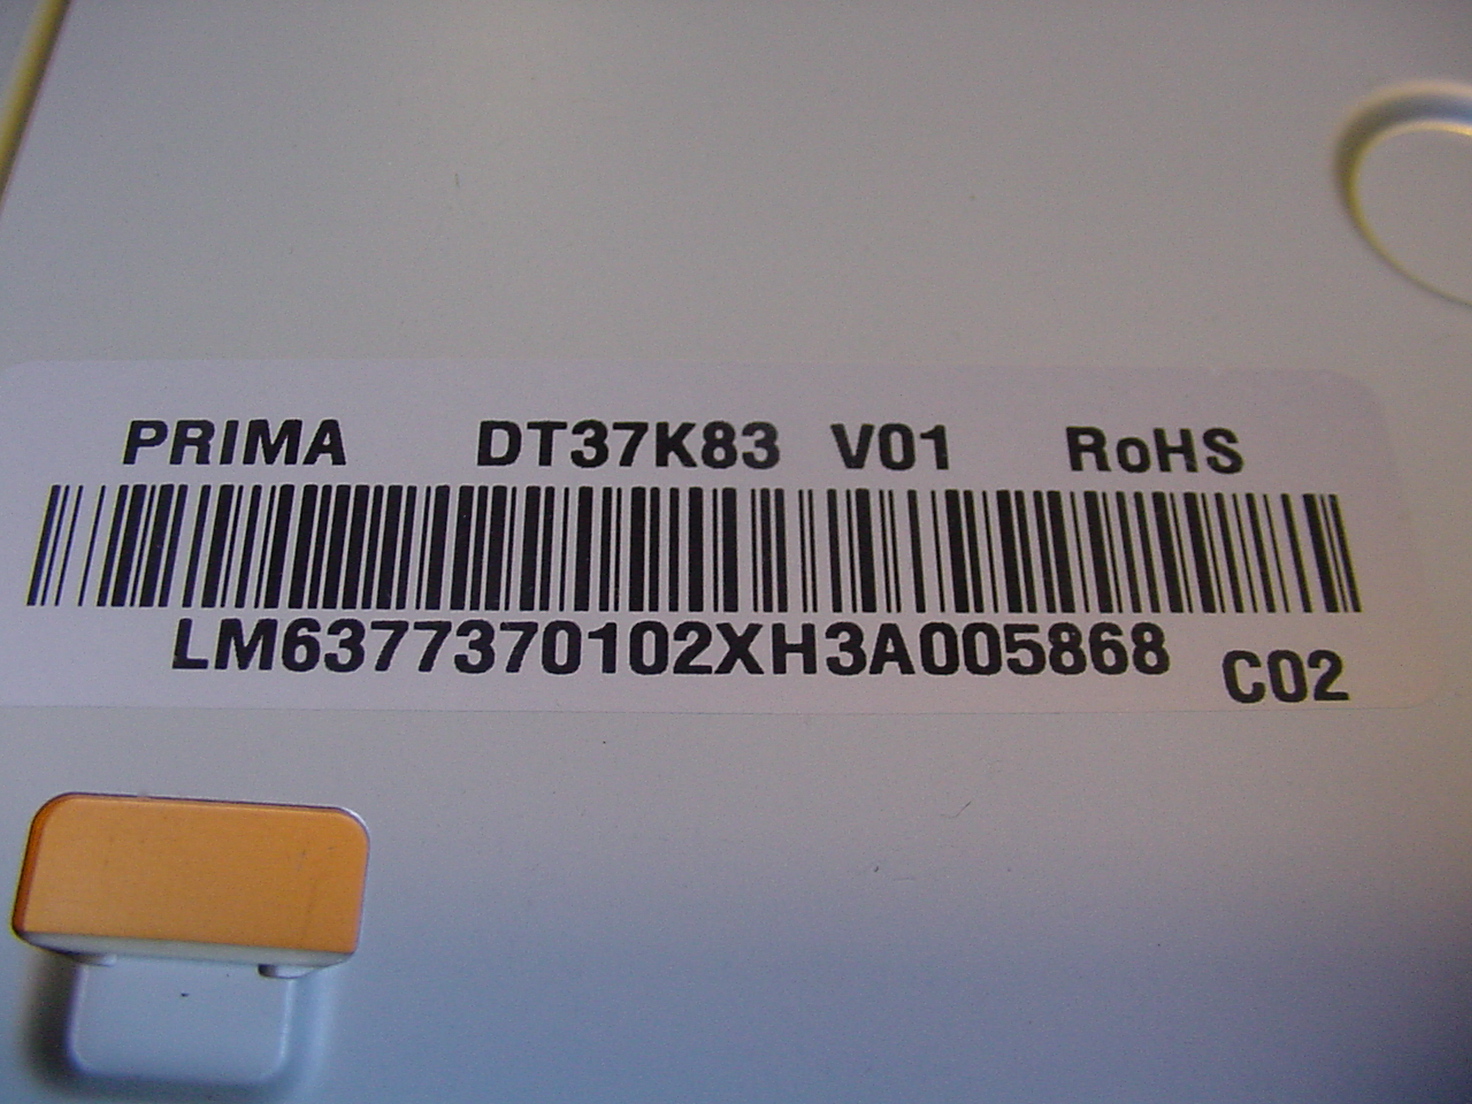 PRIMA DT37K83 V01 RoHS
LM6377370102XH3A005868 C02